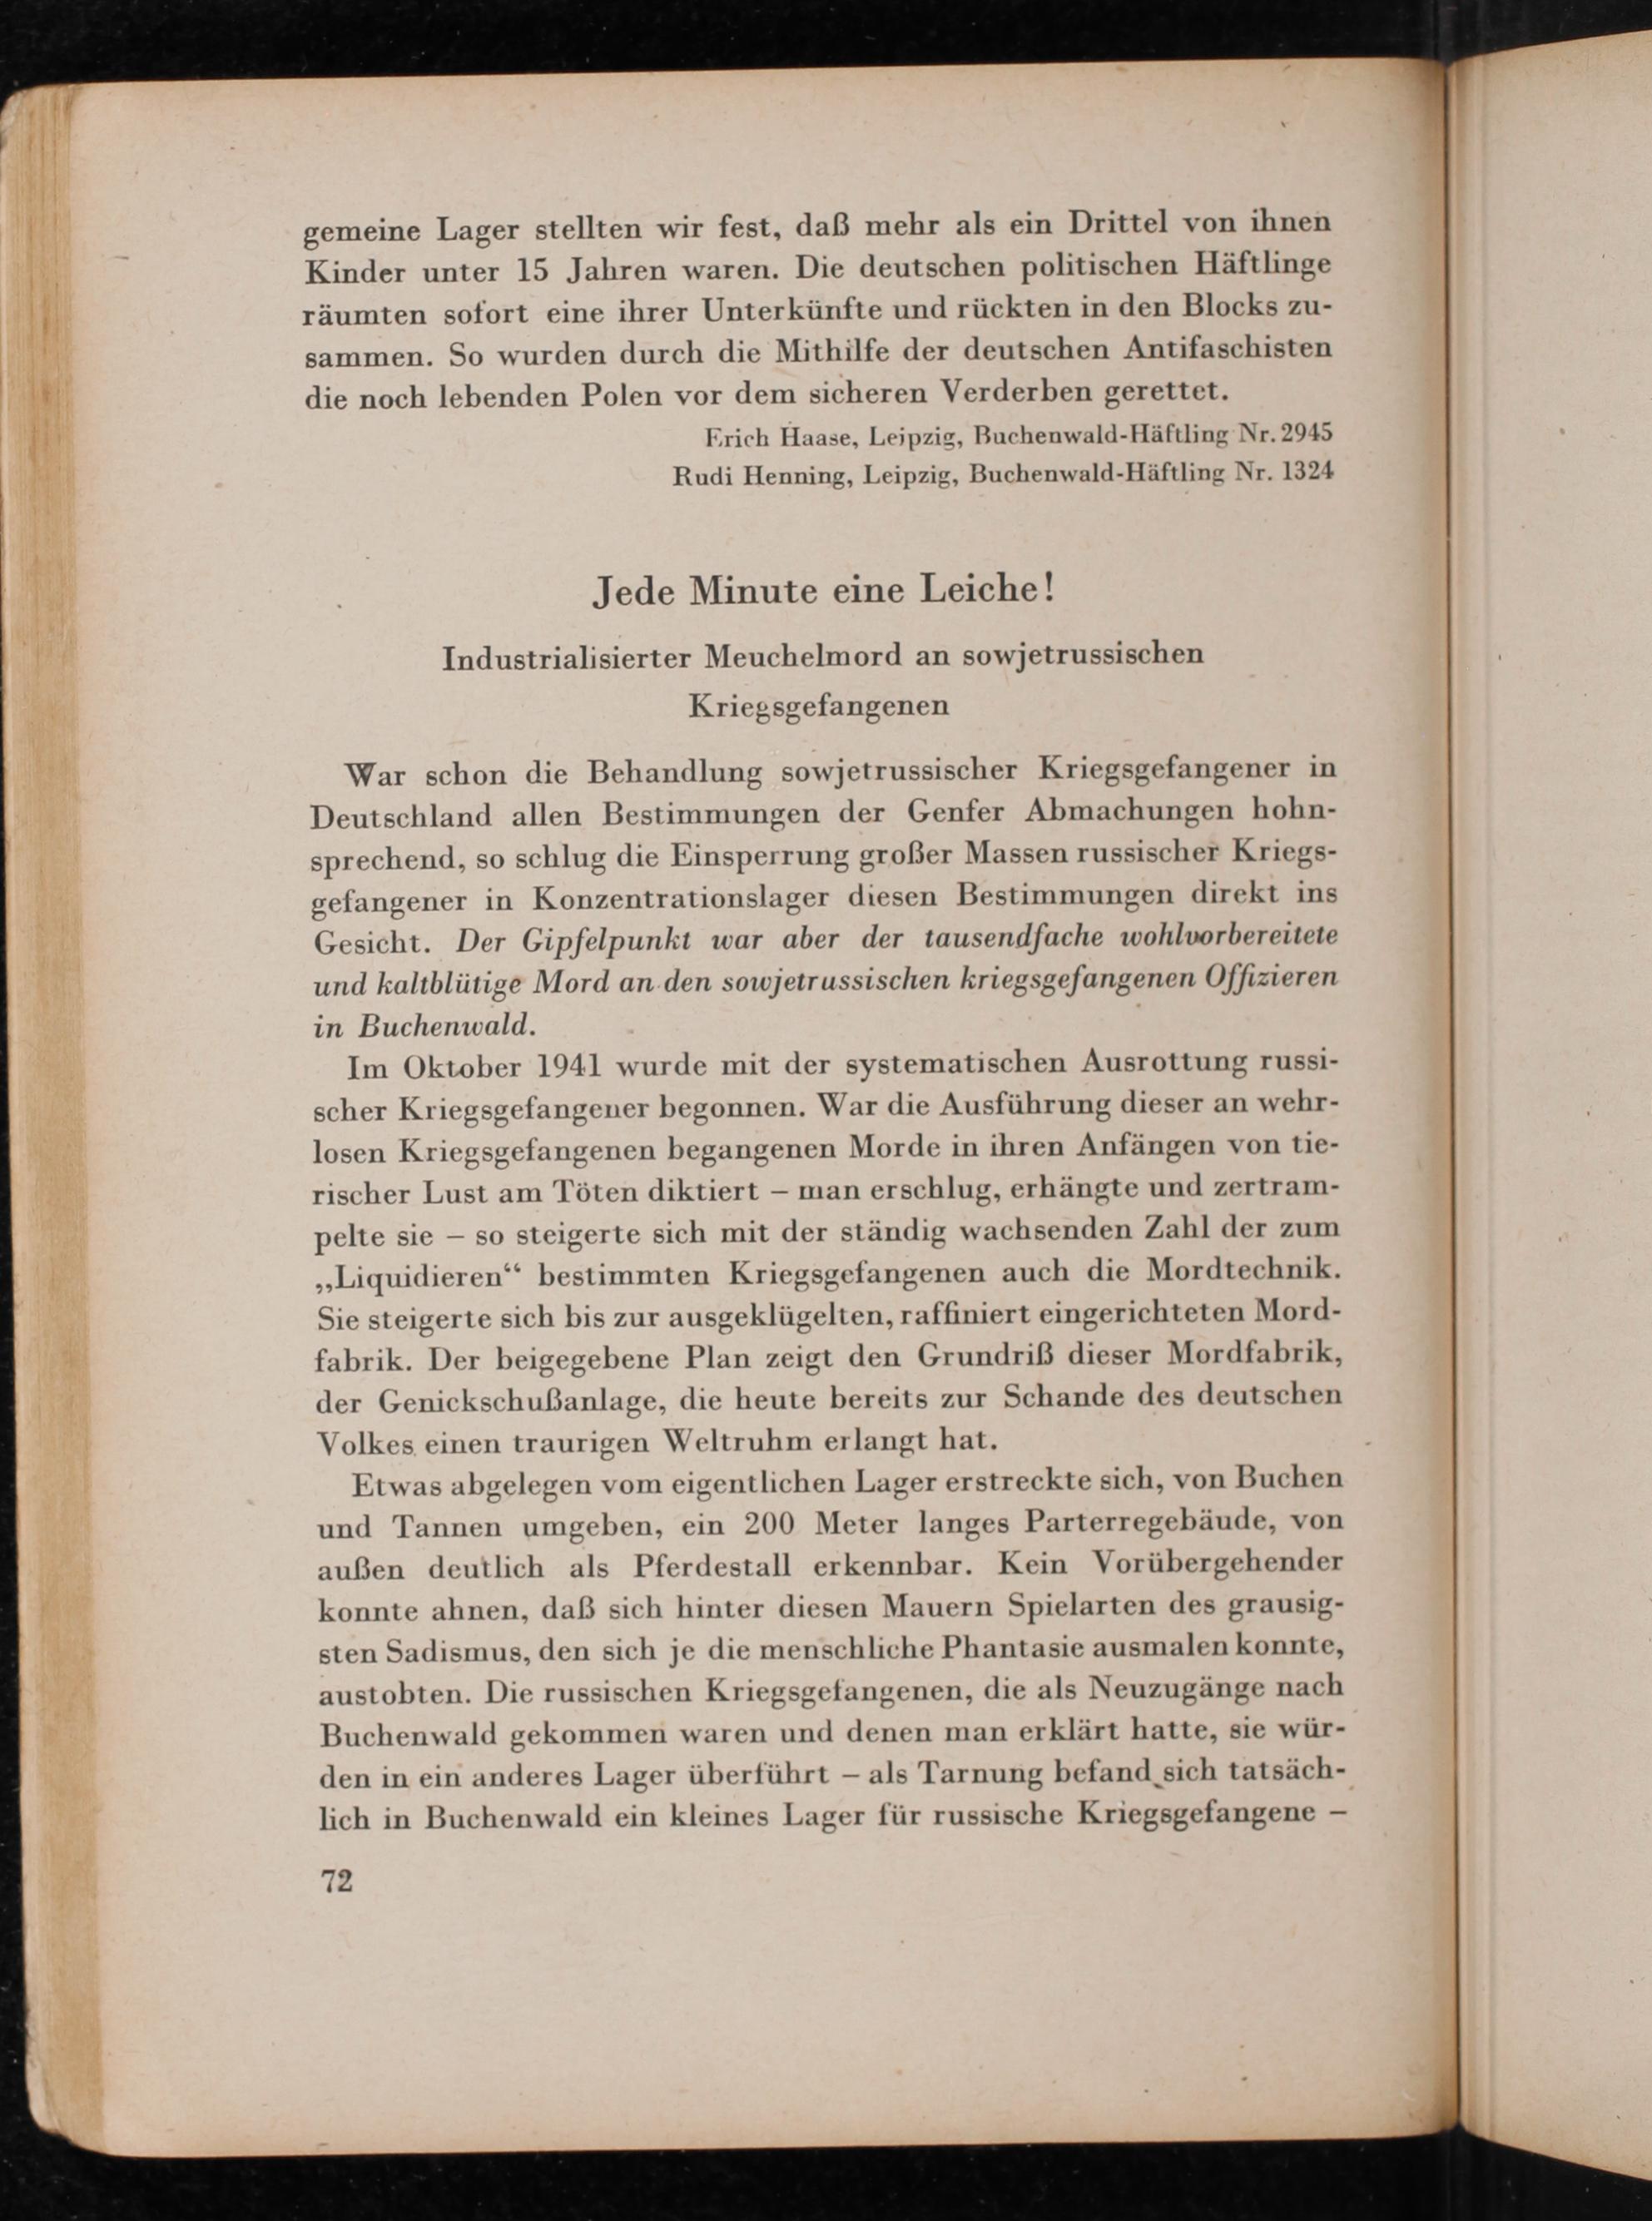 gemeine Lager stellten wir fest, daß mehr als ein Drittel von ihnen
Kinder unter 15 Jahren waren. Die deutschen politischen Häftlinge
räumten sofort eine ihrer Unterkünfte und rückten in den Blocks zu-
sammen. So wurden durch die Mithilfe der deutschen Antifaschisten
die noch lebenden Polen vor dem sicheren Verderben gerettet.
Erich Haase, Leipzig, Buchenwald-Häftling Nr. 2945
Rudi Henning, Leipzig, Buchenwald-Häftling Nr. 1324
Jede Minute eine Leiche!
Industrialisierter Meuchelmord an sowjetrussischen
Kriegsgefangenen
War schon die Behandlung sowjetrussischer Kriegsgefangener in
Deutschland allen Bestimmungen der Genfer Abmachungen hohn-
sprechend, so schlug die Einsperrung großer Massen russischer Kriegs-
gefangener in Konzentrationslager diesen Bestimmungen direkt ins
Gesicht. Der Gipfelpunkt war aber der tausendfache wohlvorbereitete
und kaltblütige Mord an den sowjetrussischen kriegsgefangenen Offizieren
in Buchenwald.
Im Oktober 1941 wurde mit der systematischen Ausrottung russi-
scher Kriegsgefangener begonnen. War die Ausführung dieser an wehr-
losen Kriegsgefangenen begangenen Morde in ihren Anfängen von tie-
rischer Lust am Töten diktiert – man erschlug, erhängte und zertram-
pelte sie – so steigerte sich mit der ständig wachsenden Zahl der zum
„Liquidieren“ bestimmten Kriegsgefangenen auch die Mordtechnik.
Sie steigerte sich bis zur ausgeklügelten, raffiniert eingerichteten Mord-
fabrik. Der beigegebene Plan zeigt den Grundriß dieser Mordfabrik,
der Genickschußanlage, die heute bereits zur Schande des deutschen
Volkes einen traurigen Weltruhm erlangt hat.
Etwas abgelegen vom eigentlichen Lager erstreckte sich, von Buchen
und Tannen umgeben, ein 200 Meter langes Parterregebäude, von
außen deutlich als Pferdestall erkennbar. Kein Vorübergehender
konnte ahnen, daß sich hinter diesen Mauern Spielarten des grausig-
sten Sadismus, den sich je die menschliche Phantasie ausmalen konnte,
austobten. Die russischen Kriegsgefangenen, die als Neuzugänge nach
Buchenwald gekommen waren und denen man erklärt hatte, sie wür-
den in ein anderes Lager überführt – als Tarnung befand sich tatsäch-
lich in Buchenwald ein kleines Lager für russische Kriegsgefangene –
72